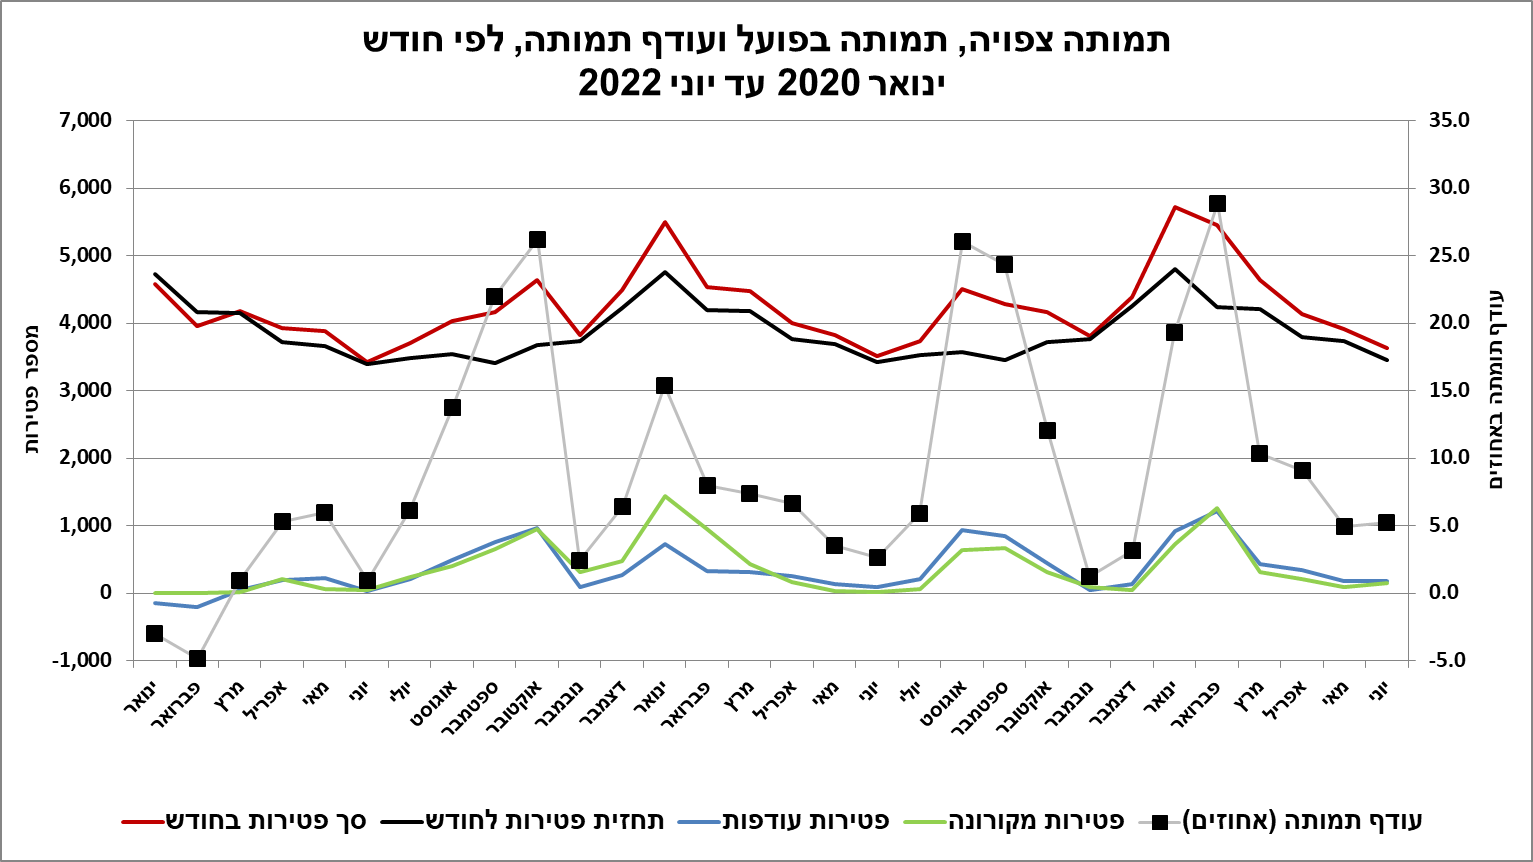 תמותה צפויה, תמותה בפועל ועודף תמותה, לפי חודש
ינואר 2020 עד יוני 2022
מספר פטירות
7,000
6,000
5,000
4,000
3,000
2,000
1,000
0
-1,000
35.0
30.0
25.0
20.0
15.0
10.0
5.0
0.0
-5.0
עודף תומתה באחוזים
ינואר
פברואר
מרץ
אפריל
מאי
יוני
יולי
אוגוסט
ספטמבר
אוקטובר
נובמבר
דצמבר
ינואר
פברואר
מרץ
אפריל
מאי
יוני
יולי
אוגוסט
ספטמבר
אוקטובר
נובמבר
דצמבר
ינואר
פברואר
מרץ
אפריל
מאי
יוני
סך פטירות בחודש
תחזית פטירות לחודש
פטירות עודפות
פטירות מקורונה
עודף תמותה (אחוזים)